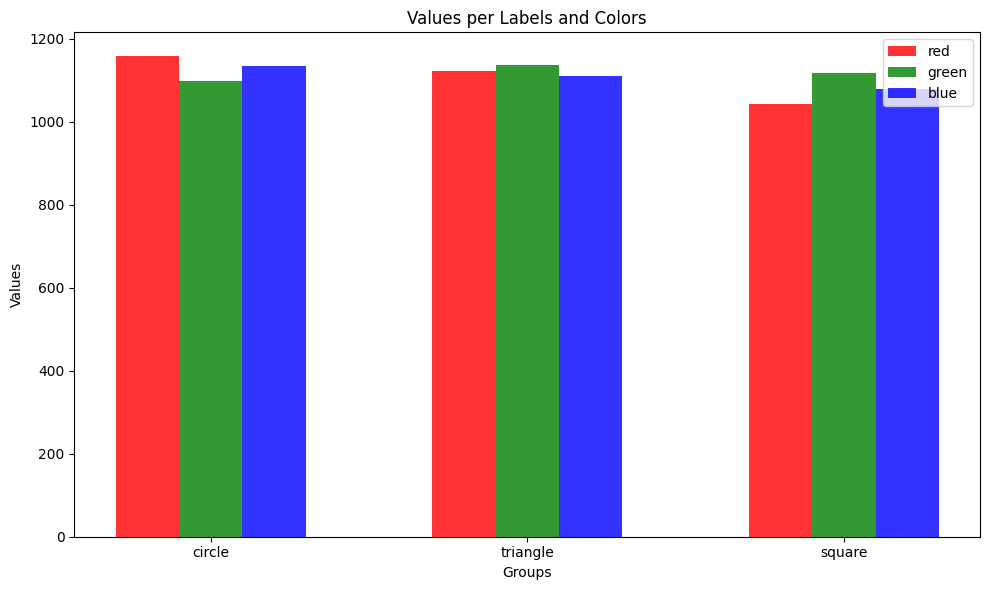 Values per Labels and Colors
1200
1000
800
600
400
200
0
Values
red
green
blue
circle
triangle
square
Groups